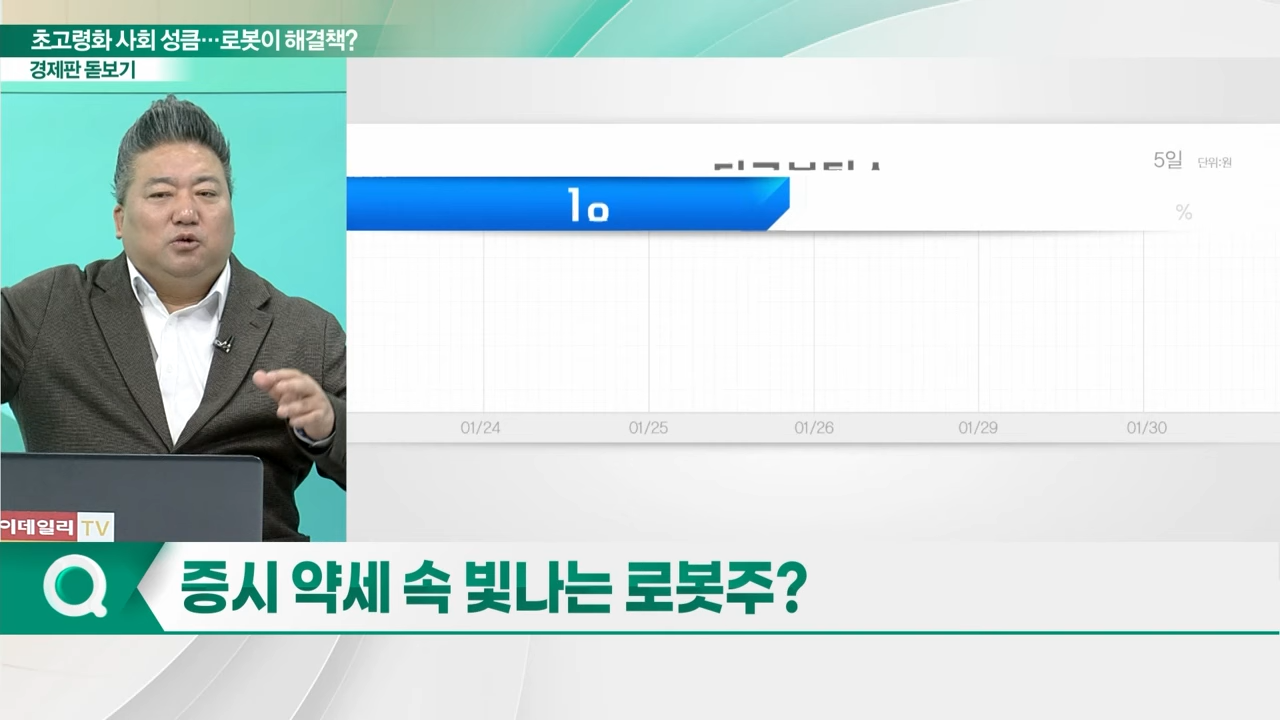 초고령화 사회 성큼…로봇이 해결책?
경제판 돋보기
5일 단위:원
%
01/24 01/25 01/26 01/29 01/30
이데일리 TV
증시 약세 속 빛나는 로봇주?